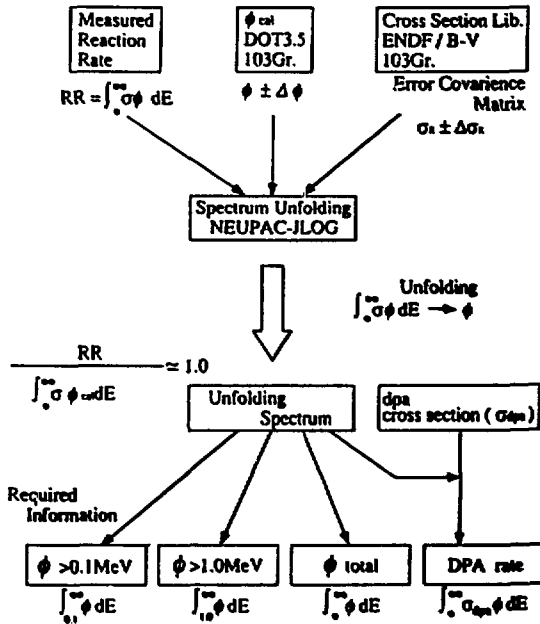 Measured
Reaction
Rate
RR = ∫₀^∞ σφ dE
φ cal
DOT3.5
103Gr.
φ ± Δφ
Cross Section Lib.
ENDF / B-V
103Gr.
Error Covarience
Matrix
σ_R ± Δσ_R
Spectrum Unfolding
NEUPAC-JLOG
Unfolding
∫₀^∞ σφ dE → φ
RR / ∫₀^∞ σ φ cal dE ≃ 1.0
Unfolding
Spectrum
dpa
cross section ( σdpa )
Required
Information
φ >0.1MeV
∫0.1^∞ φ dE
φ >1.0MeV
∫1.0^∞ φ dE
φ total
∫₀^∞ φ dE
DPA rate
∫₀^∞ σdpa φ dE